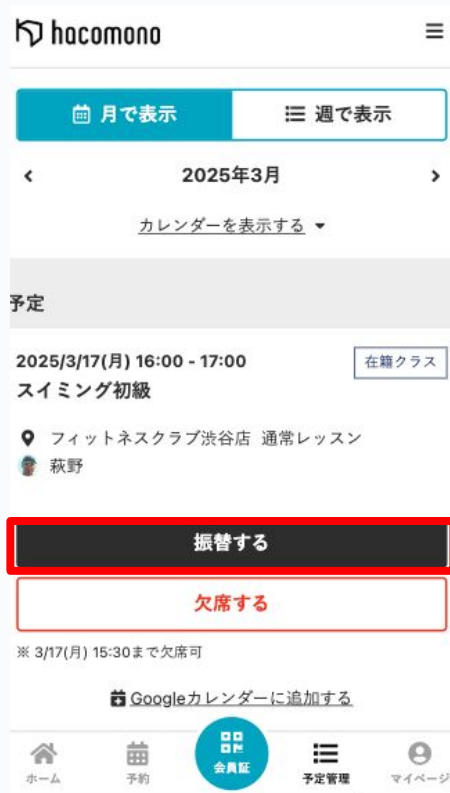 hacomono
月で表示
週で表示
2025年3月
カレンダーを表示する
予定
2025/3/17(月) 16:00 - 17:00
在籍クラス
スイミング初級
フィットネスクラブ渋谷店 通常レッスン
萩野
振替する
欠席する
※ 3/17(月) 15:30まで欠席可
Googleカレンダーに追加する
ホーム
予約
会員証
予定管理
マイページ